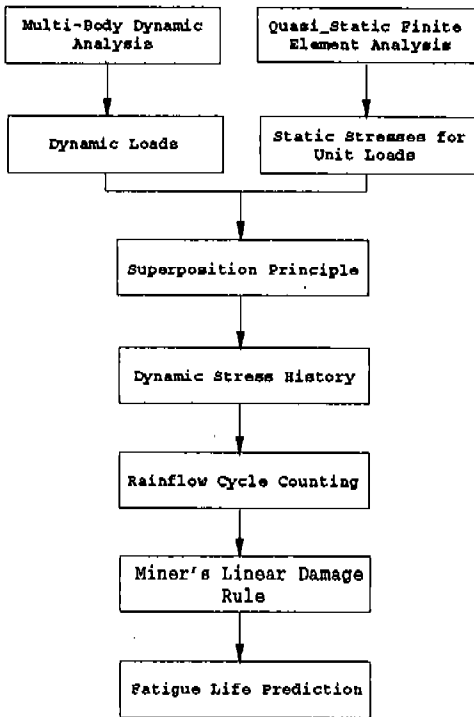 Multi-Body Dynamic
Analysis
Quasi_Static Finite
Element Analysis
Dynamic Loads
Static Stresses for
Unit Loads
Superposition Principle
Dynamic Stress History
Rainflow Cycle Counting
Miner's Linear Damage
Rule
Fatigue Life Prediction